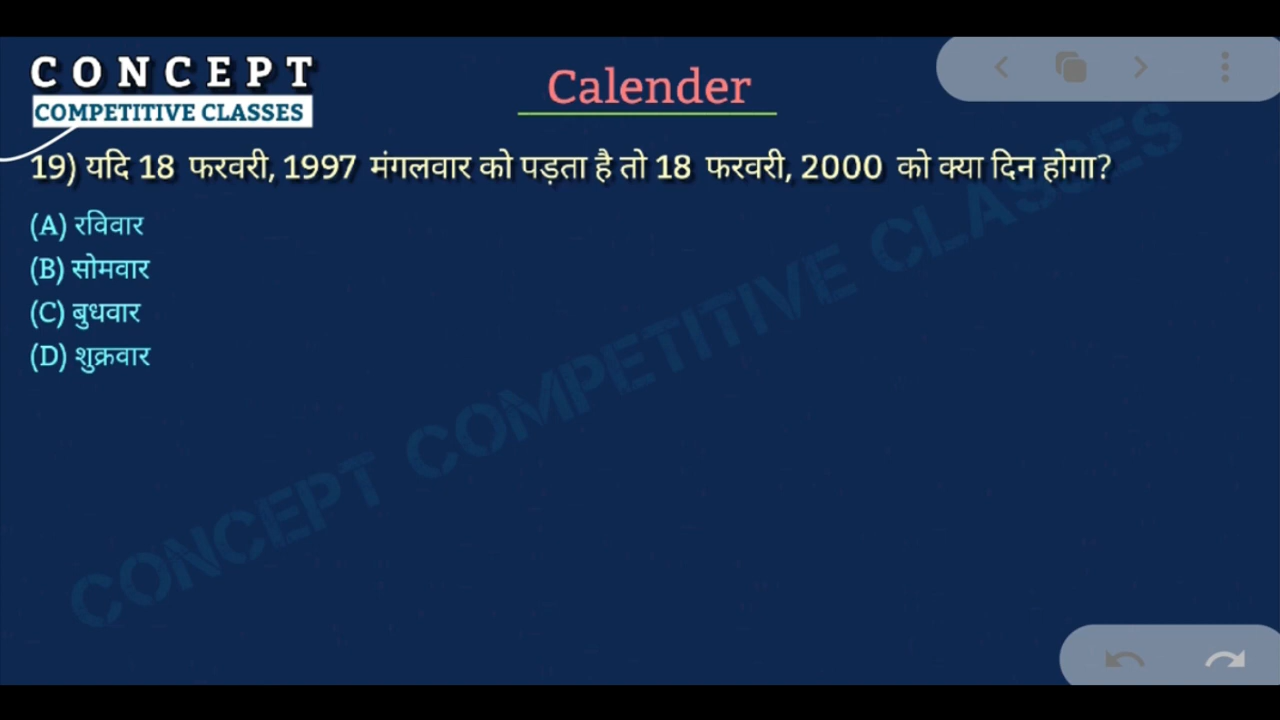 CONCEPT
COMPETITIVE CLASSES
Calender
19) यदि 18 फरवरी, 1997 मंगलवार को पड़ता है तो 18 फरवरी, 2000 को क्या दिन होगा?
(A) रविवार
(B) सोमवार
(C) बुधवार
(D) शुक्रवार
CONCEPT COMPETITIVE CLASSES